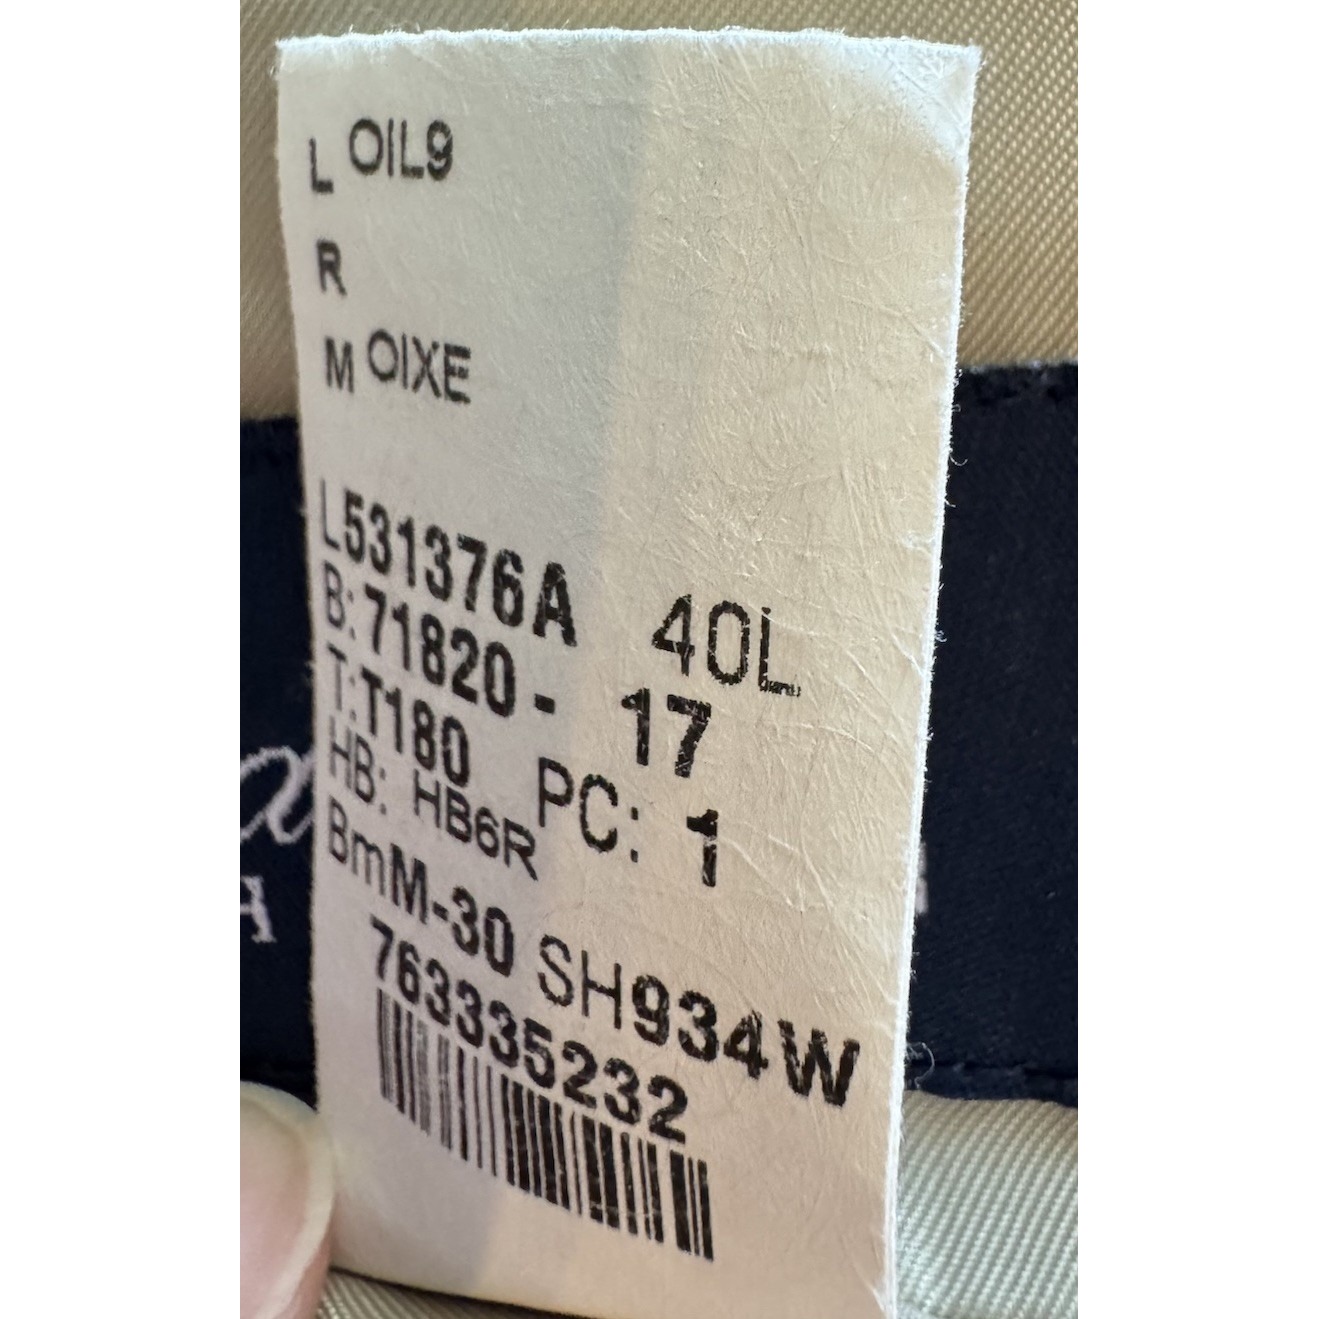 L OIL9
R
M OIXE
L531376A 40L
B: 71820 - 17
T: T180 PC: 1
HB: HB6R
BmM-30 SH934W
763335232